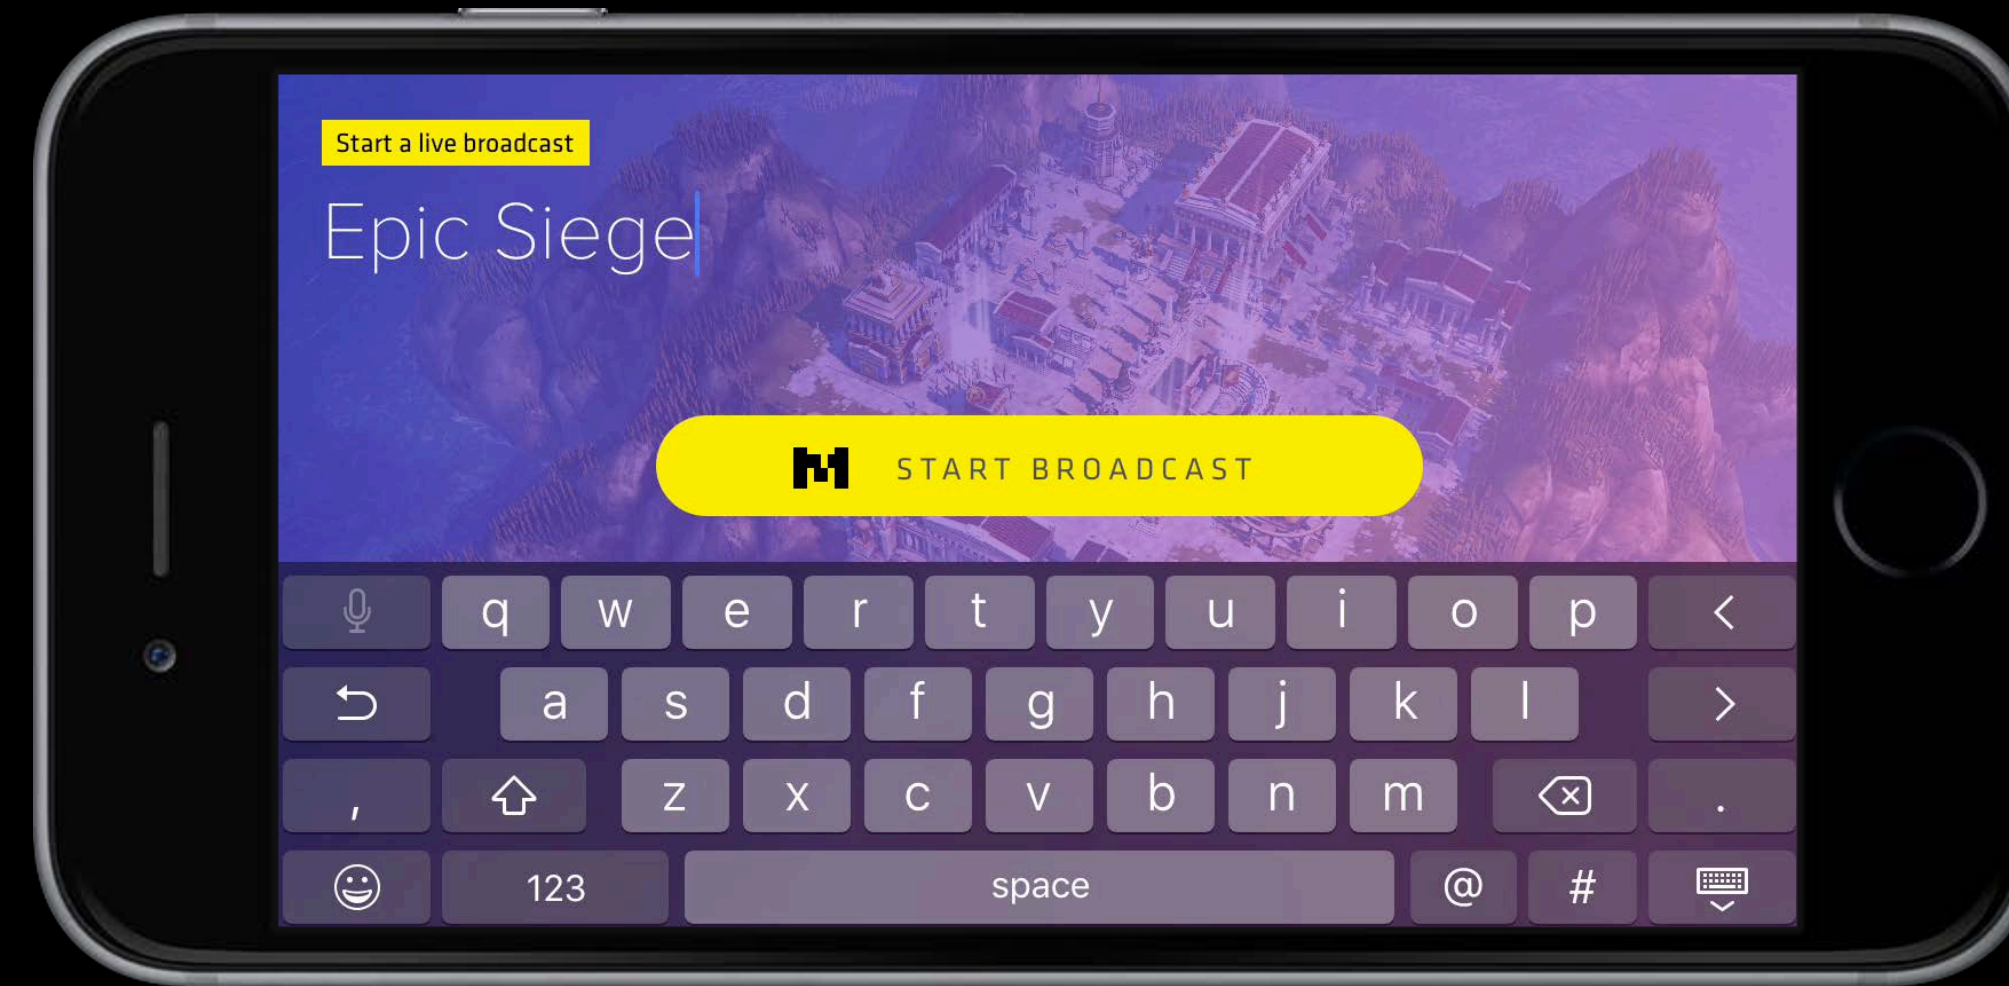 Start a live broadcast
Epic Siege
START BROADCAST
q w e r t y u i o p
a s d f g h j k l
, z x c v b n m .
123 space @ #